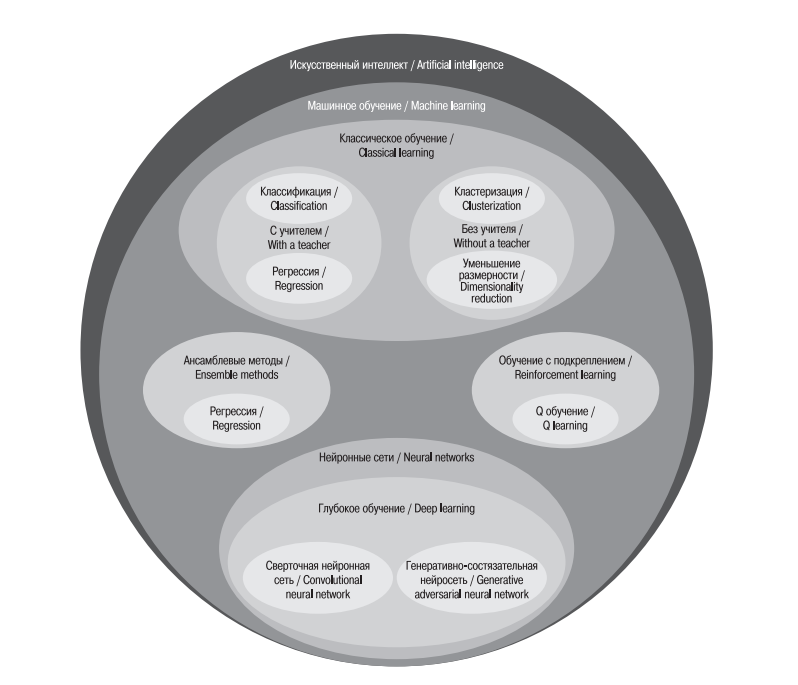 Искусственный интеллект / Artificial intelligence
Машинное обучение / Machine learning
Классическое обучение /
Classical learning
Классификация /
Classification
С учителем /
With a teacher
Регрессия /
Regression
Кластеризация /
Clusterization
Без учителя /
Without a teacher
Уменьшение
размерности /
Dimensionality
reduction
Ансамблевые методы /
Ensemble methods
Регрессия /
Regression
Обучение с подкреплением /
Reinforcement learning
Q обучение /
Q learning
Нейронные сети / Neural networks
Глубокое обучение / Deep learning
Сверточная нейронная
сеть / Convolutional
neural network
Генеративно-состязательная
нейросеть / Generative
adversarial neural network